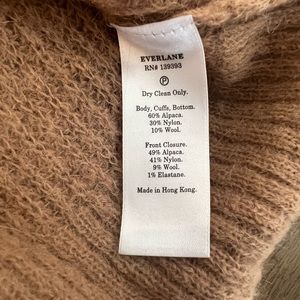 EVERLANE
RN# 139393
P
Dry Clean Only.
Body, Cuffs, Bottom.
60% Alpaca.
30% Nylon.
10% Wool.
Front Closure.
49% Alpaca.
41% Nylon.
9% Wool.
1% Elastane.
Made in Hong Kong.